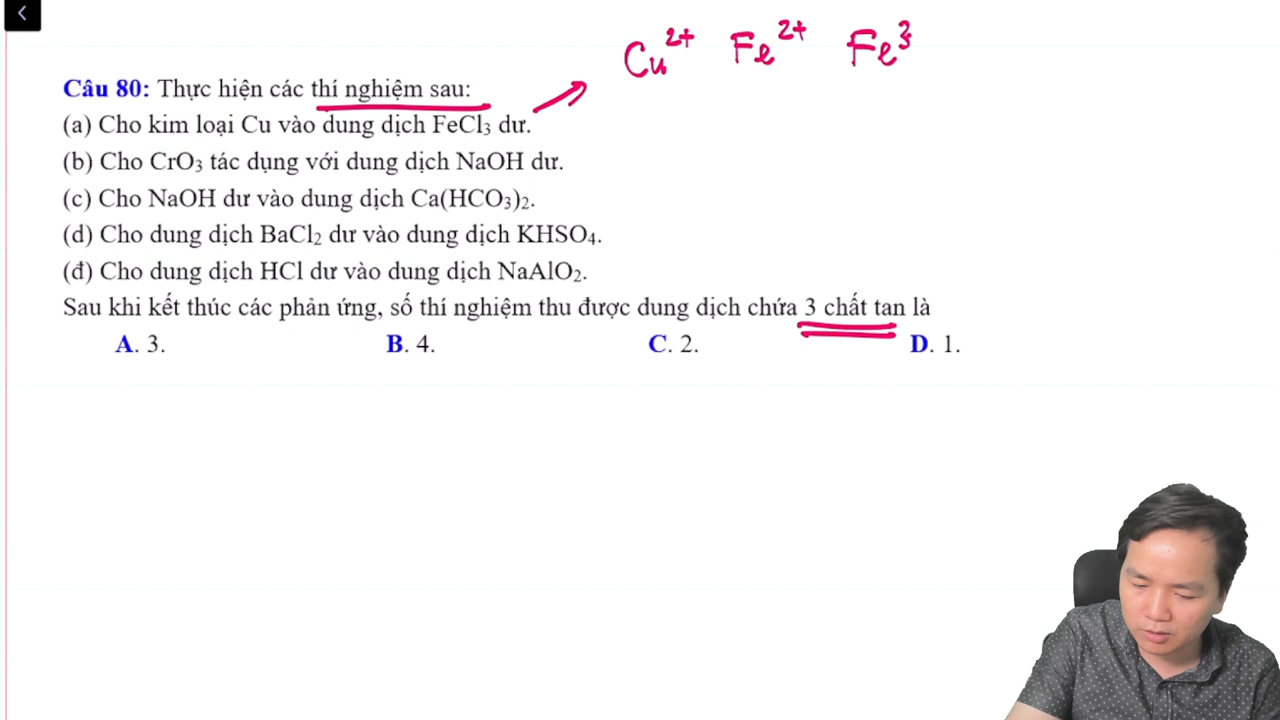 Cu²⁺ Fe²⁺ Fe³
Câu 80: Thực hiện các thí nghiệm sau:
(a) Cho kim loại Cu vào dung dịch FeCl₃ dư.
(b) Cho CrO₃ tác dụng với dung dịch NaOH dư.
(c) Cho NaOH dư vào dung dịch Ca(HCO₃)₂.
(d) Cho dung dịch BaCl₂ dư vào dung dịch KHSO₄.
(đ) Cho dung dịch HCl dư vào dung dịch NaAlO₂.
Sau khi kết thúc các phản ứng, số thí nghiệm thu được dung dịch chứa 3 chất tan là
A. 3. B. 4. C. 2. D. 1.